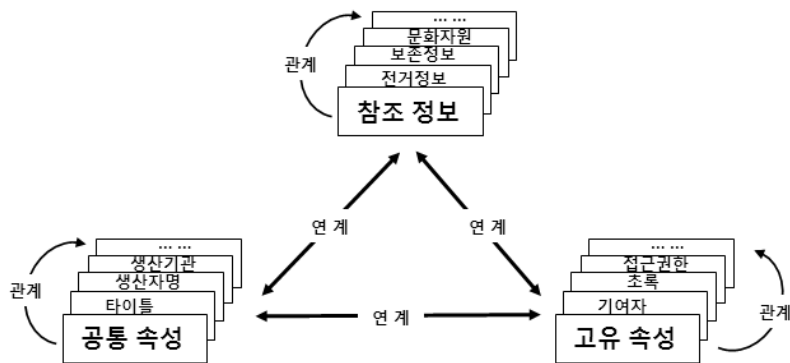 ... ...
문화자원
보존정보
전거정보
참조 정보
관계
연 계
연 계
... ...
생산기관
생산자명
타이틀
공통 속성
관계
연 계
... ...
접근권한
초록
기여자
고유 속성
관계